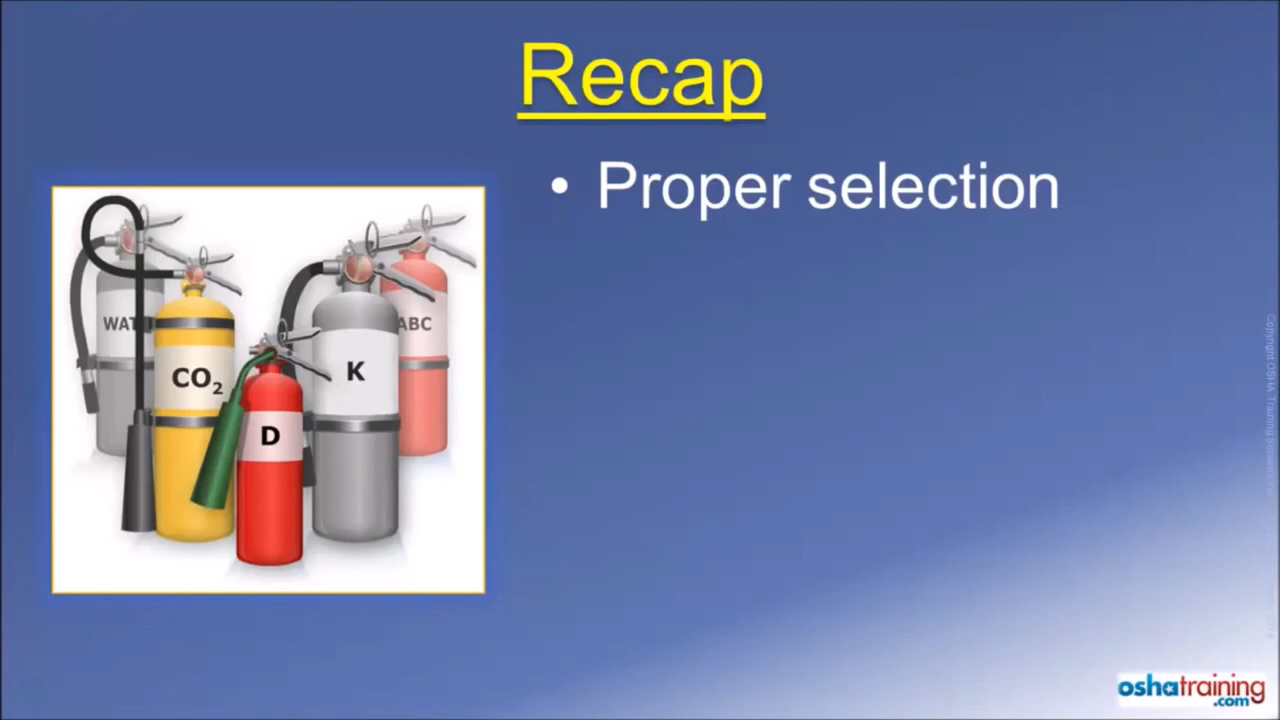 Recap
• Proper selection
WAT
ABC
CO₂
K
D
oshatraining
.com